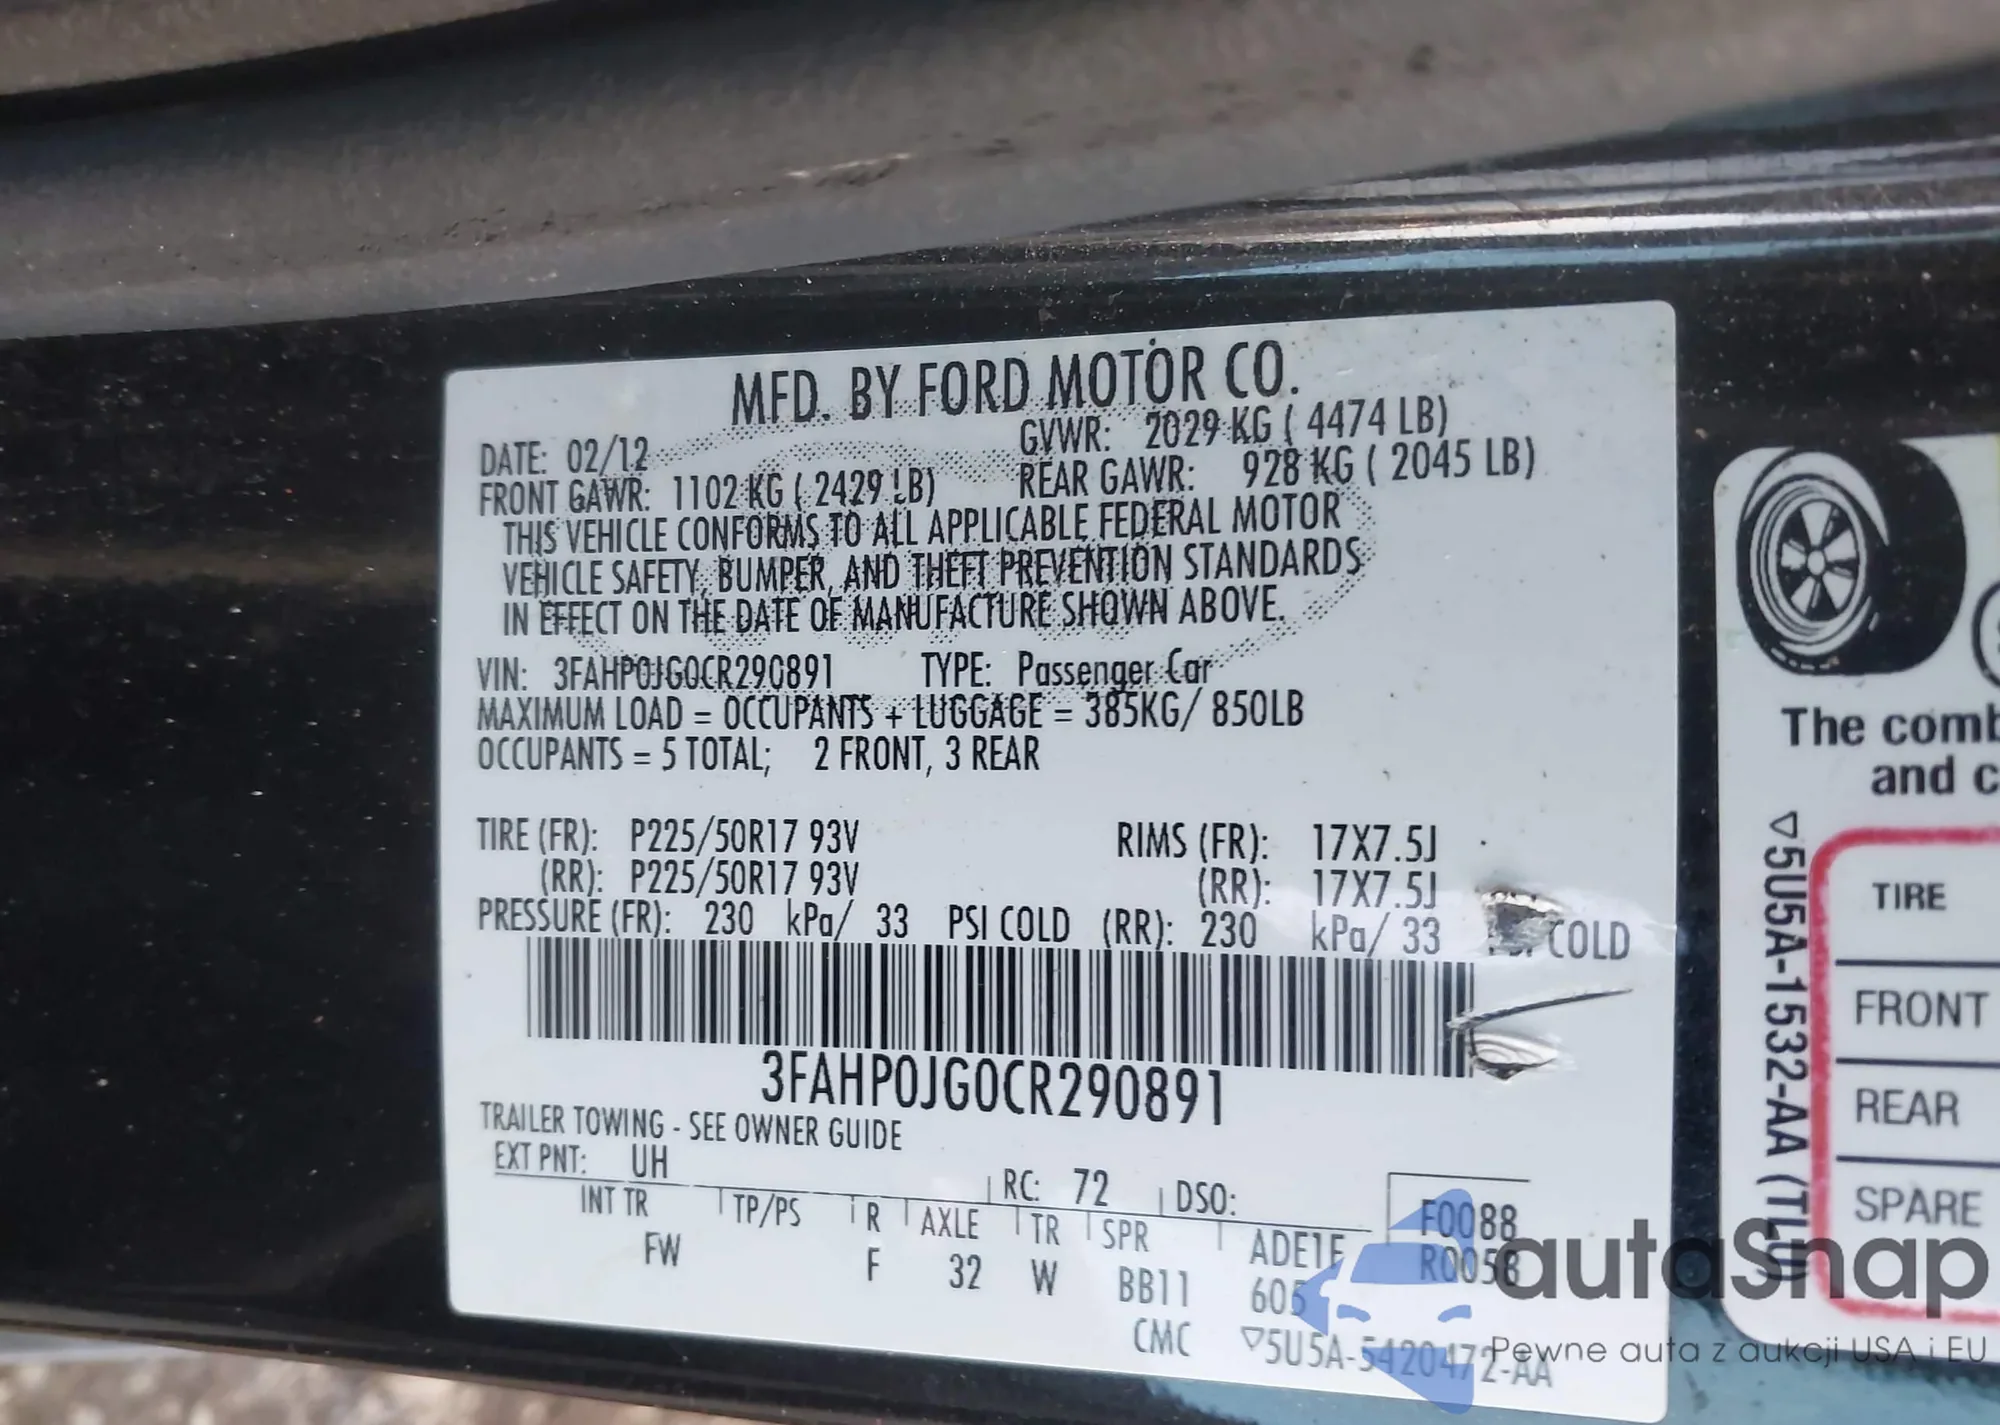 MFD. BY FORD MOTOR CO.
DATE: 02/12 GVWR: 2029 KG ( 4474 LB)
FRONT GAWR: 1102 KG ( 2429 LB) REAR GAWR: 928 KG ( 2045 LB)
THIS VEHICLE CONFORMS TO ALL APPLICABLE FEDERAL MOTOR
VEHICLE SAFETY, BUMPER, AND THEFT PREVENTION STANDARDS
IN EFFECT ON THE DATE OF MANUFACTURE SHOWN ABOVE.
VIN: 3FAHP0JG0CR290891 TYPE: Passenger Car
MAXIMUM LOAD = OCCUPANTS + LUGGAGE = 385KG/ 850LB
OCCUPANTS = 5 TOTAL; 2 FRONT, 3 REAR
TIRE (FR): P225/50R17 93V RIMS (FR): 17X7.5J
(RR): P225/50R17 93V (RR): 17X7.5J
PRESSURE (FR): 230 kPa/ 33 PSI COLD (RR): 230 kPa/ 33 COLD
3FAHP0JG0CR290891
TRAILER TOWING - SEE OWNER GUIDE
EXT PNT: UH RC: 72 DSO:
INT TR TP/PS R AXLE TR SPR ADE1F F0088
FW F 32 W BB11 605 R0058
CMC ▽5U5A-5420472-AA
The comb
and c
▽5U5A-1532-AA (TLU)
TIRE
FRONT
REAR
SPARE
autaSnap
Pewne auta z aukcji USA i EU